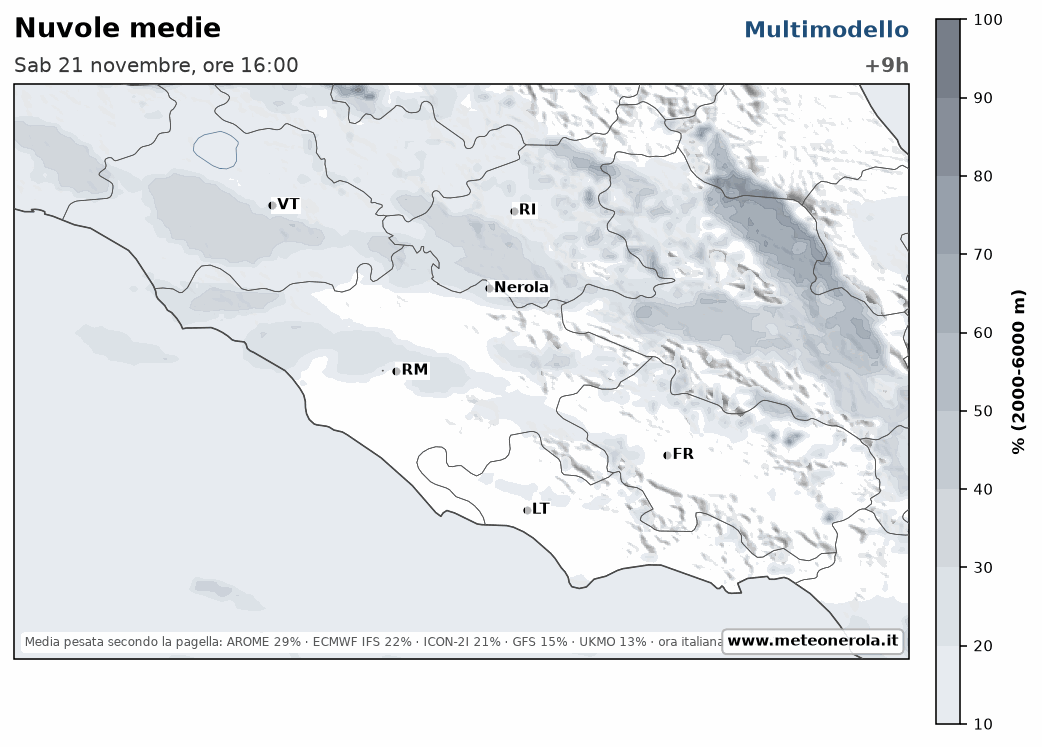 Nuvole medie
Multimodello
Sab 21 novembre, ore 16:00
+9h
100
90
80
70
60
50
40
30
20
10
% (2000-6000 m)
VT
RI
Nerola
RM
FR
LT
Media pesata secondo la pagella: AROME 29% · ECMWF IFS 22% · ICON-2I 21% · GFS 15% · UKMO 13% · ora italiana
www.meteonerola.it